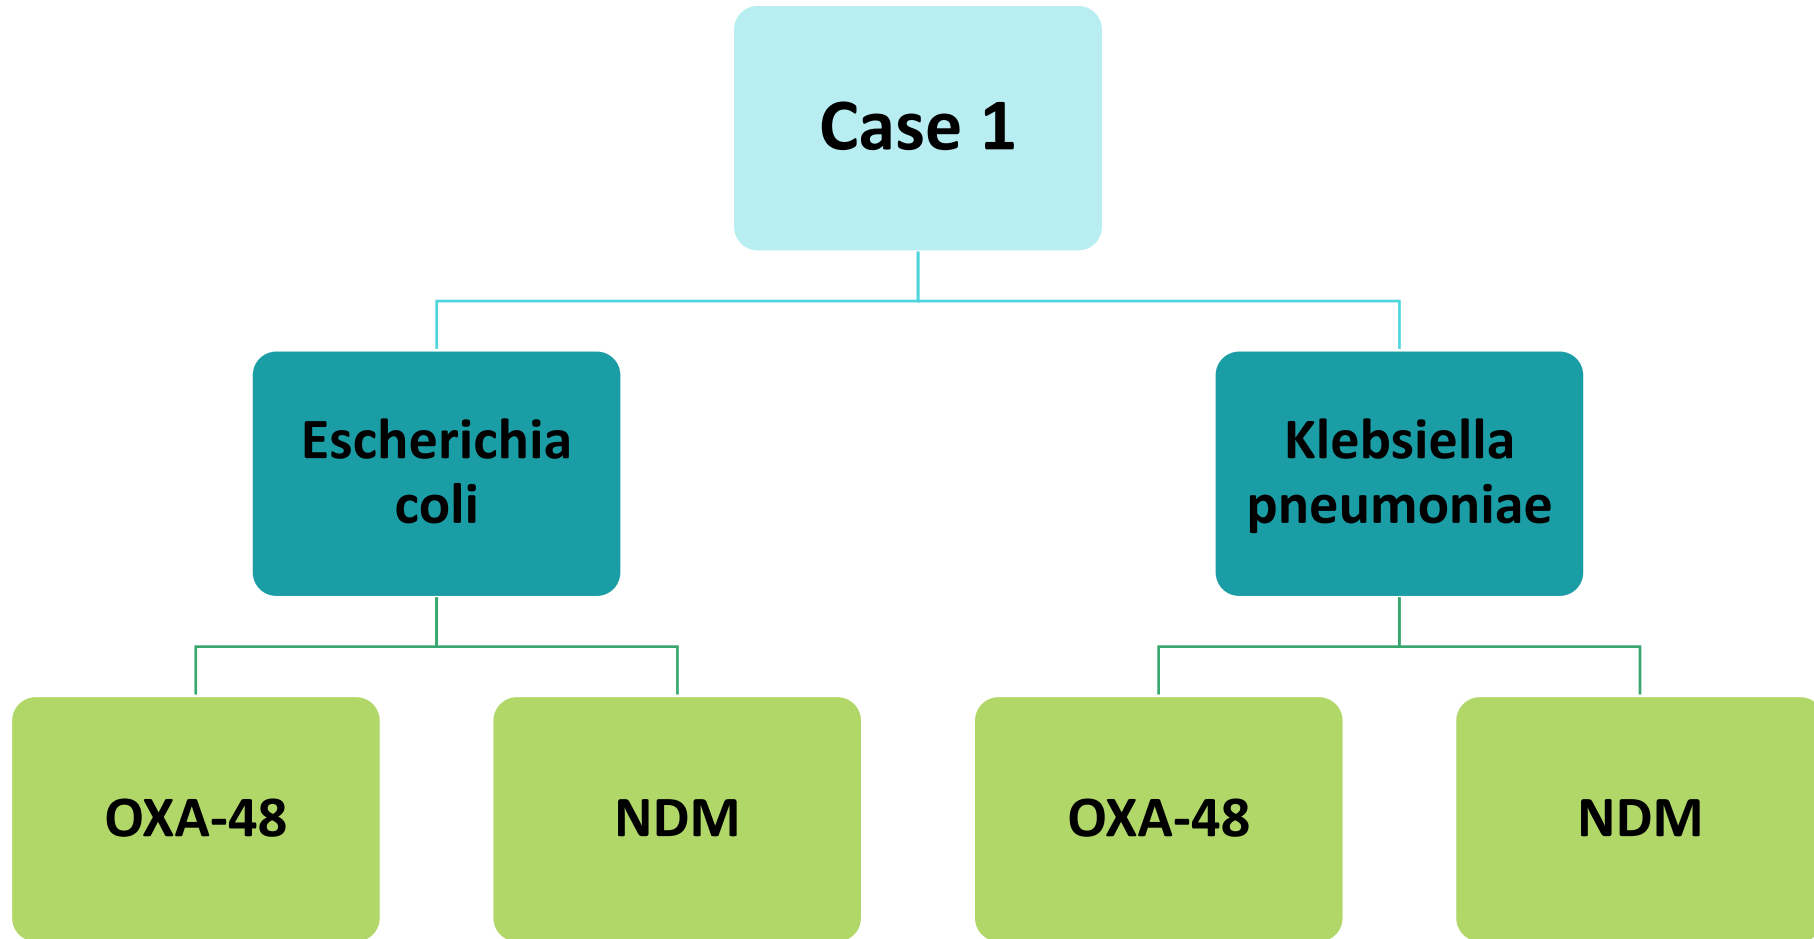 Case 1
Escherichia
coli
Klebsiella
pneumoniae
OXA-48
NDM
OXA-48
NDM